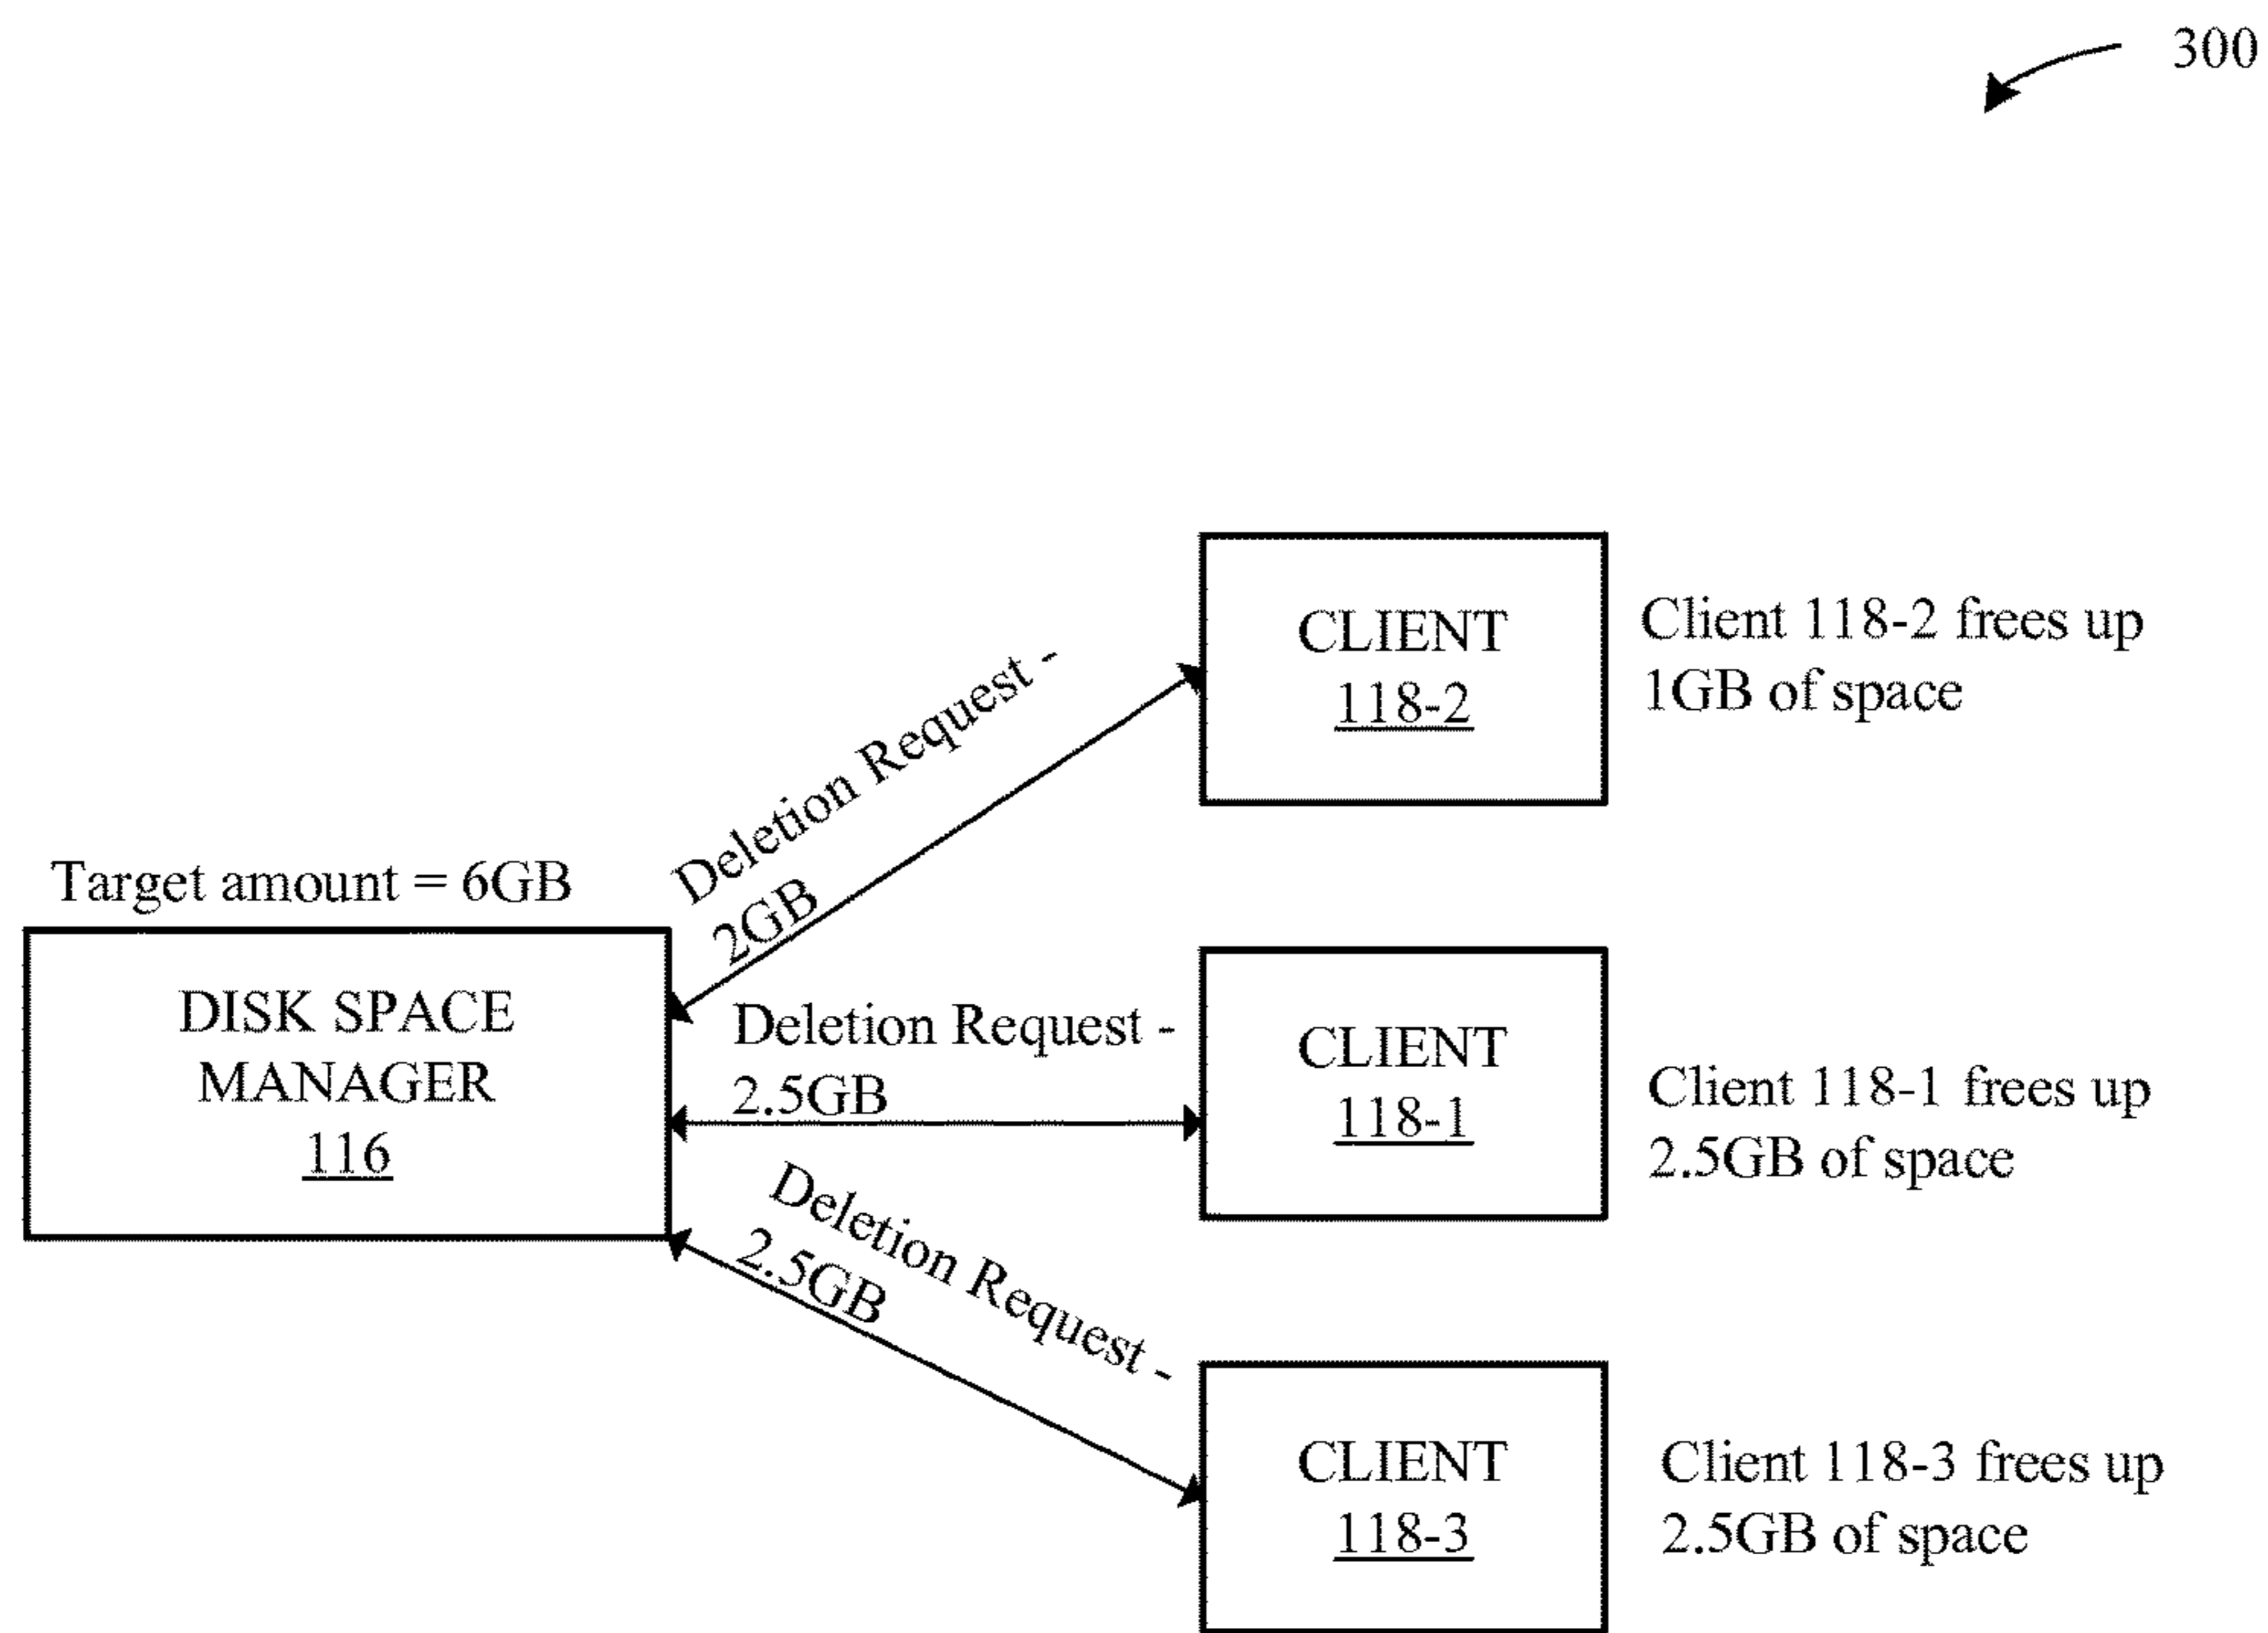 300
Deletion Request -
2GB
CLIENT
118-2
Client 118-2 frees up
1GB of space
Target amount = 6GB
DISK SPACE
MANAGER
116
Deletion Request -
2.5GB
CLIENT
118-1
Client 118-1 frees up
2.5GB of space
Deletion Request -
2.5GB
CLIENT
118-3
Client 118-3 frees up
2.5GB of space